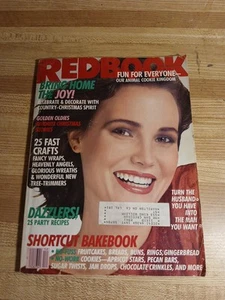 REDBOOK
FUN FOR EVERYONE—
OUR ANIMAL COOKIE KINGDOM
BRING HOME
THE JOY!
CELEBRATE & DECORATE WITH
COUNTRY-CHRISTMAS SPIRIT
GOLDEN OLDIES
25 FAST
CRAFTS
FANCY WRAPS,
HEAVENLY ANGELS,
GLORIOUS WREATHS
& WONDERFUL NEW
TREE-TRIMMERS
DAZZLERS!
25 PARTY RECIPES
TURN THE
HUSBAND
YOU HAVE
INTO
THE MAN
YOU WANT
SHORTCUT BAKEBOOK
FRUITCAKES, BUNS, RINGS, GINGERBREAD
COOKIES—APRICOT STARS, PECAN BARS,
SUGAR TWISTS, JAM DROPS, CHOCOLATE CRINKLES, AND MORE